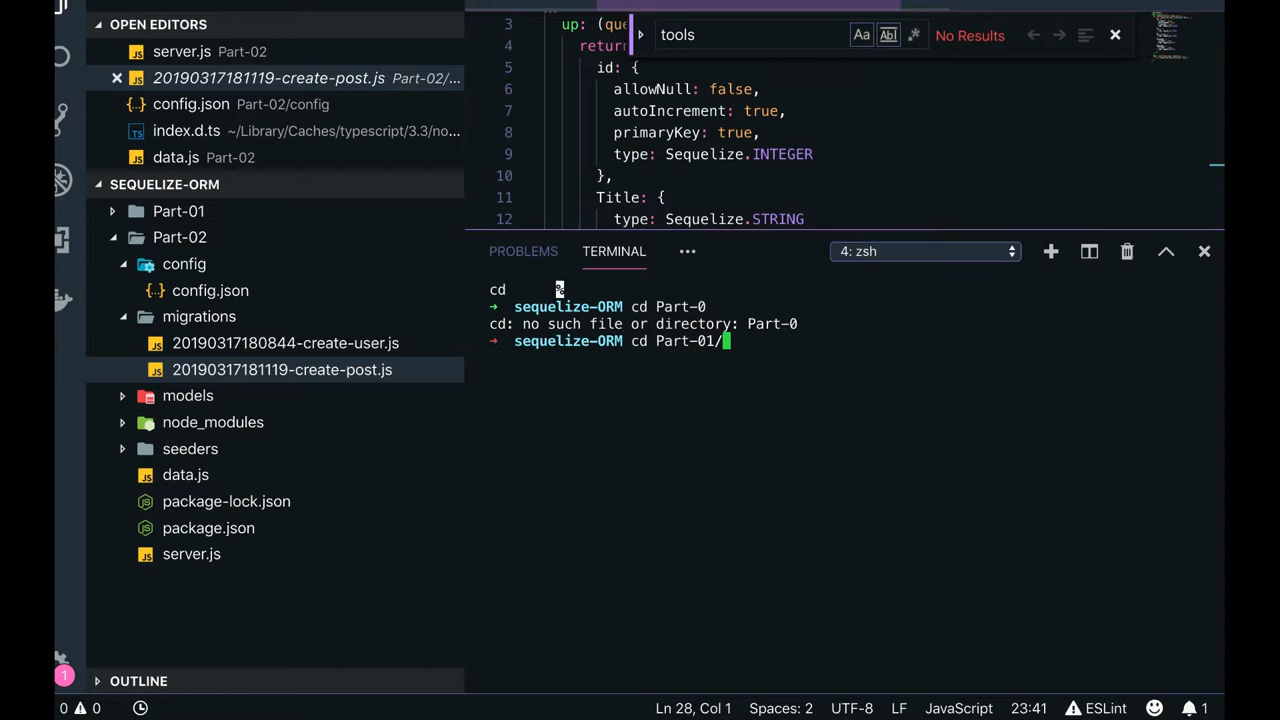 OPEN EDITORS
server.js Part-02
20190317181119-create-post.js Part-02/...
config.json Part-02/config
index.d.ts ~/Library/Caches/typescript/3.3/no...
data.js Part-02
SEQUELIZE-ORM
Part-01
Part-02
config
config.json
migrations
20190317180844-create-user.js
20190317181119-create-post.js
models
node_modules
seeders
data.js
package-lock.json
package.json
server.js
OUTLINE
3 up: (que
4 return
5 id: {
6 allowNull: false,
7 autoIncrement: true,
8 primaryKey: true,
9 type: Sequelize.INTEGER
10 },
11 Title: {
12 type: Sequelize.STRING
tools
Aa Abl .* No Results
PROBLEMS TERMINAL ... 4: zsh
cd %
→ sequelize-ORM cd Part-0
cd: no such file or directory: Part-0
→ sequelize-ORM cd Part-01/
1
0 0 Ln 28, Col 1 Spaces: 2 UTF-8 LF JavaScript 23:41 ESLint 1